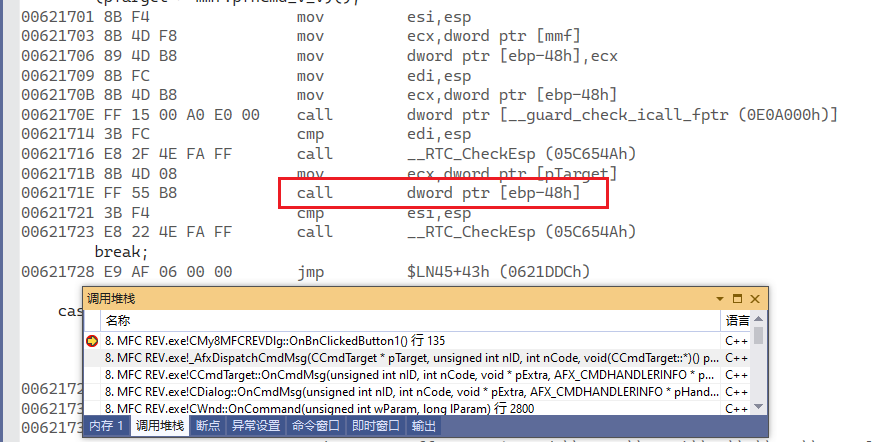 00621701 8B F4 mov esi,esp
00621703 8B 4D F8 mov ecx,dword ptr [mmf]
00621706 89 4D B8 mov dword ptr [ebp-48h],ecx
00621709 8B FC mov edi,esp
0062170B 8B 4D B8 mov ecx,dword ptr [ebp-48h]
0062170E FF 15 00 A0 E0 00 call dword ptr [__guard_check_icall_fptr (0E0A000h)]
00621714 3B FC cmp edi,esp
00621716 E8 2F 4E FA FF call __RTC_CheckEsp (05C654Ah)
0062171B 8B 4D 08 mov ecx,dword ptr [pTarget]
0062171E FF 55 B8 call dword ptr [ebp-48h]
00621721 3B F4 cmp esi,esp
00621723 E8 22 4E FA FF call __RTC_CheckEsp (05C654Ah)
break;
00621728 E9 AF 06 00 00 jmp $LN45+43h (0621DDCh)
cas
调用堆栈
名称 语言
8. MFC REV.exe!CMy8MFCREVDlg::OnBnClickedButton1() 行 135 C++
8. MFC REV.exe!_AfxDispatchCmdMsg(CCmdTarget * pTarget, unsigned int nID, int nCode, void(CCmdTarget::*)() p... C++
8. MFC REV.exe!CCmdTarget::OnCmdMsg(unsigned int nID, int nCode, void * pExtra, AFX_CMDHANDLERINFO * p... C++
8. MFC REV.exe!CDialog::OnCmdMsg(unsigned int nID, int nCode, void * pExtra, AFX_CMDHANDLERINFO * pHand... C++
8. MFC REV.exe!CWnd::OnCommand(unsigned int wParam, long lParam) 行 2800 C++
内存 1 调用堆栈 断点 异常设置 命令窗口 即时窗口 输出